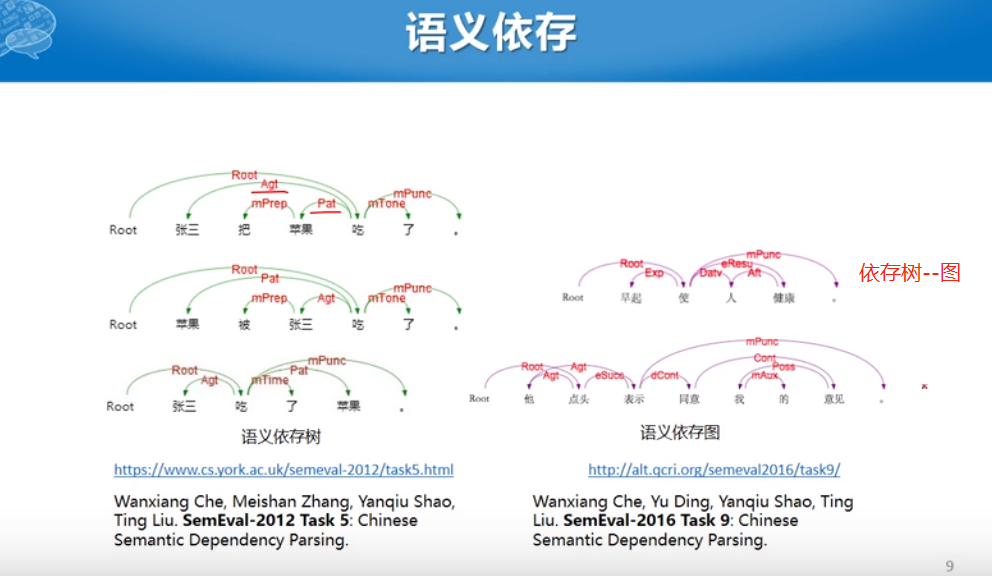 语义依存
Root
Agt
mPrep
Pat
mTone
mPunc
Root 张三 把 苹果 吃 了 。
Root
Pat
mPrep
Agt
mTone
mPunc
Root 苹果 被 张三 吃 了 。
Root
Agt
mTime
Pat
mPunc
Root 张三 吃 了 苹果 。
语义依存树
https://www.cs.york.ac.uk/semeval-2012/task5.html
Wanxiang Che, Meishan Zhang, Yanqiu Shao,
Ting Liu. SemEval-2012 Task 5: Chinese
Semantic Dependency Parsing.
mPunc
Root
eResu
Exp
Datv
Aft
Root 早起 使 人 健康 。
依存树--图
mPunc
Cont
Root
Agt
Poss
Agt
eSucc
dCont
mAux
Root 他 点头 表示 同意 我 的 意见 。
语义依存图
http://alt.qcri.org/semeval2016/task9/
Wanxiang Che, Yu Ding, Yanqiu Shao, Ting
Liu. SemEval-2016 Task 9: Chinese
Semantic Dependency Parsing.
9